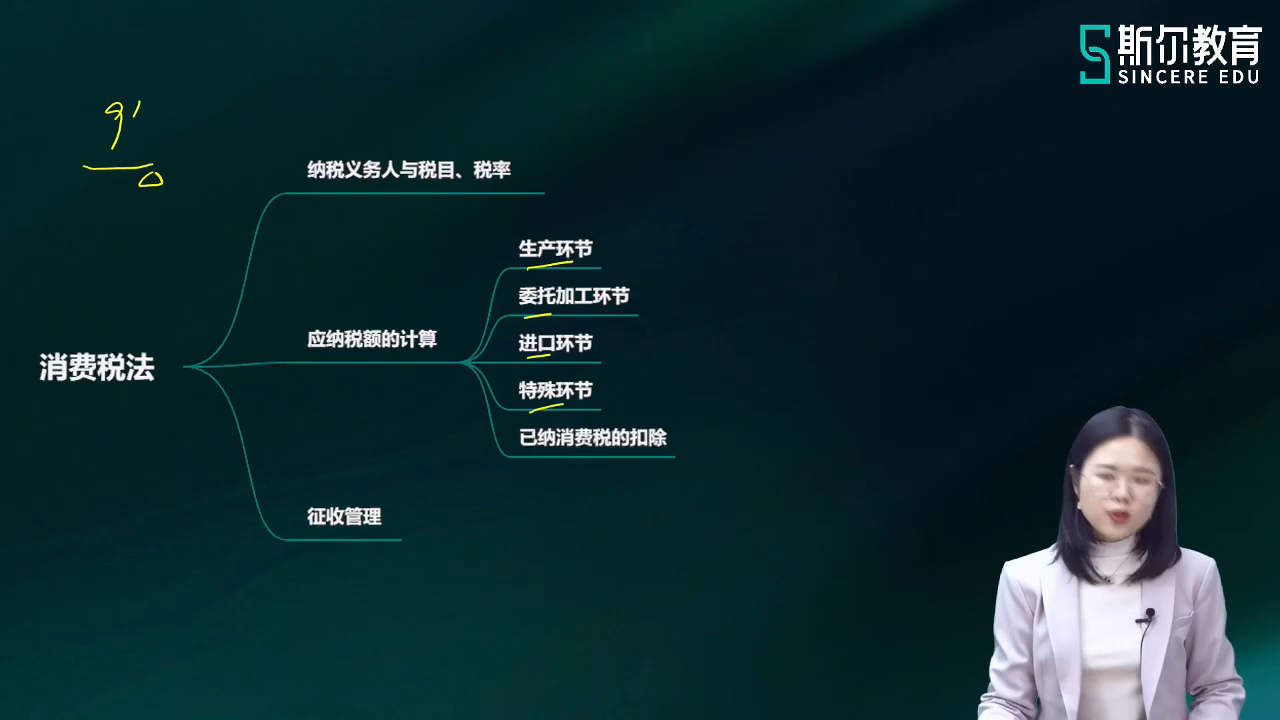 斯尔教育
SINCERE EDU
纳税义务人与税目、税率
生产环节
委托加工环节
应纳税额的计算
进口环节
消费税法
特殊环节
已纳消费税的扣除
征收管理